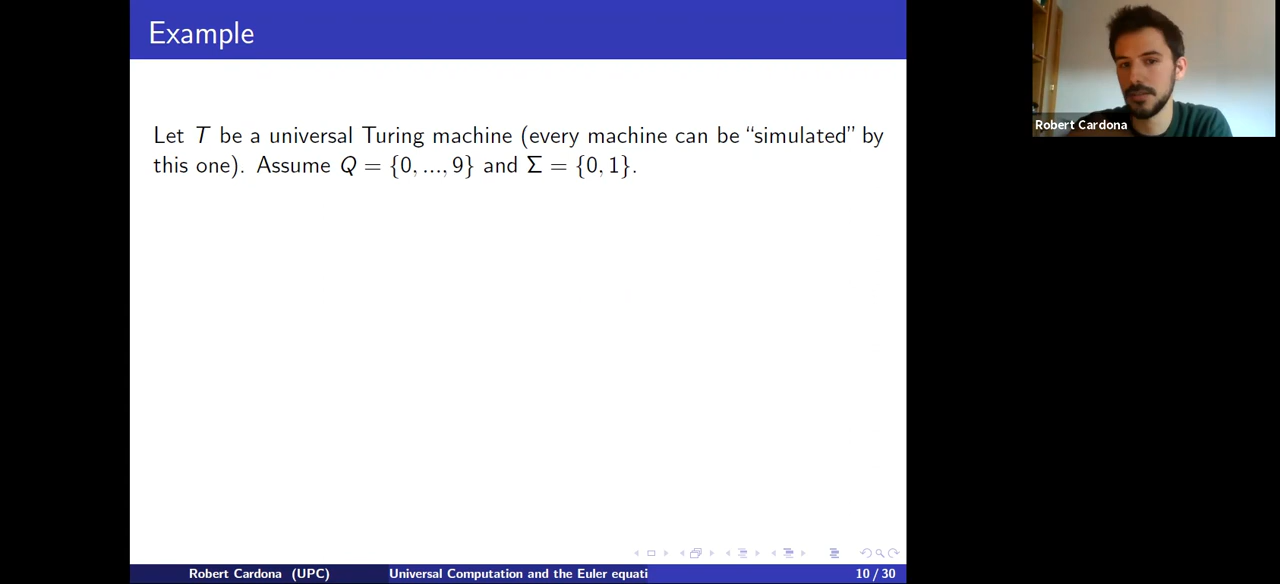 Example
Let T be a universal Turing machine (every machine can be “simulated” by
this one). Assume Q = {0, ..., 9} and Σ = {0, 1}.
Robert Cardona
Robert Cardona (UPC)
Universal Computation and the Euler equati
10 / 30